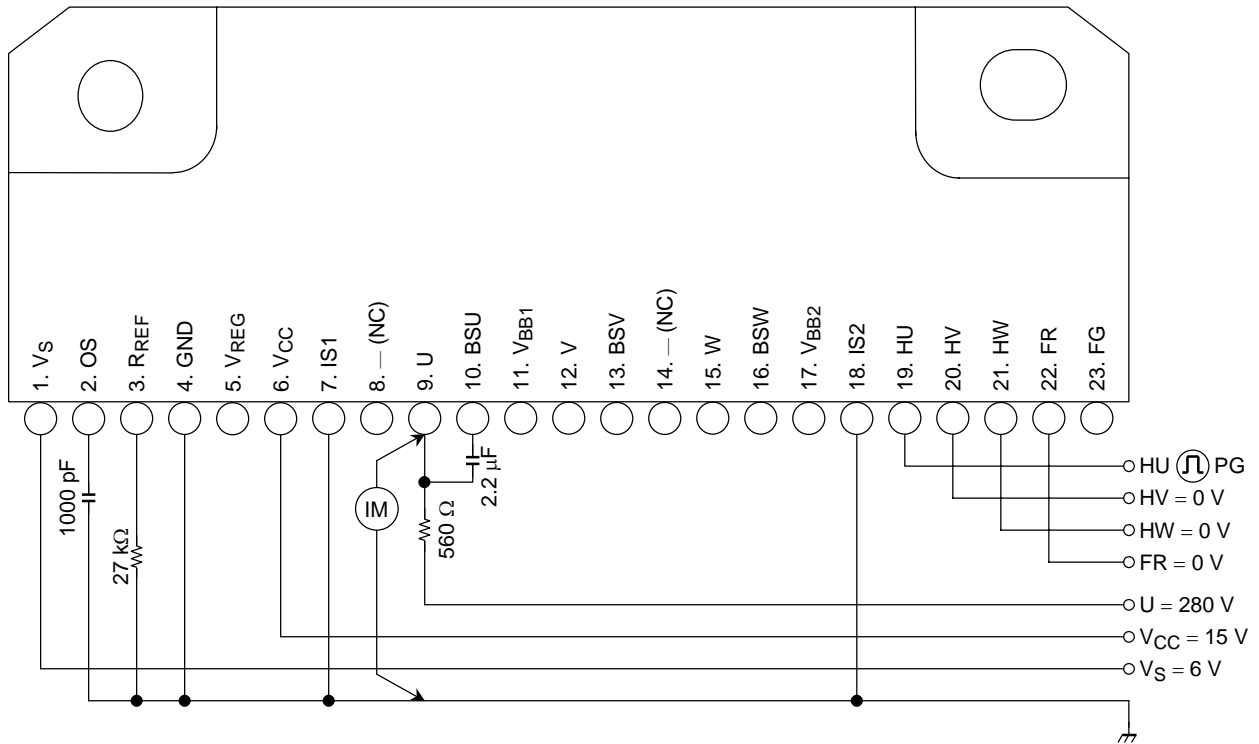 1. VS
2. OS
3. RREF
4. GND
5. VREG
6. VCC
7. IS1
8. — (NC)
9. U
10. BSU
11. VBB1
12. V
13. BSV
14. — (NC)
15. W
16. BSW
17. VBB2
18. IS2
19. HU
20. HV
21. HW
22. FR
23. FG
1000 pF
27 kΩ
IM
560 Ω
2.2 μF
HU PG
HV = 0 V
HW = 0 V
FR = 0 V
U = 280 V
VCC = 15 V
VS = 6 V